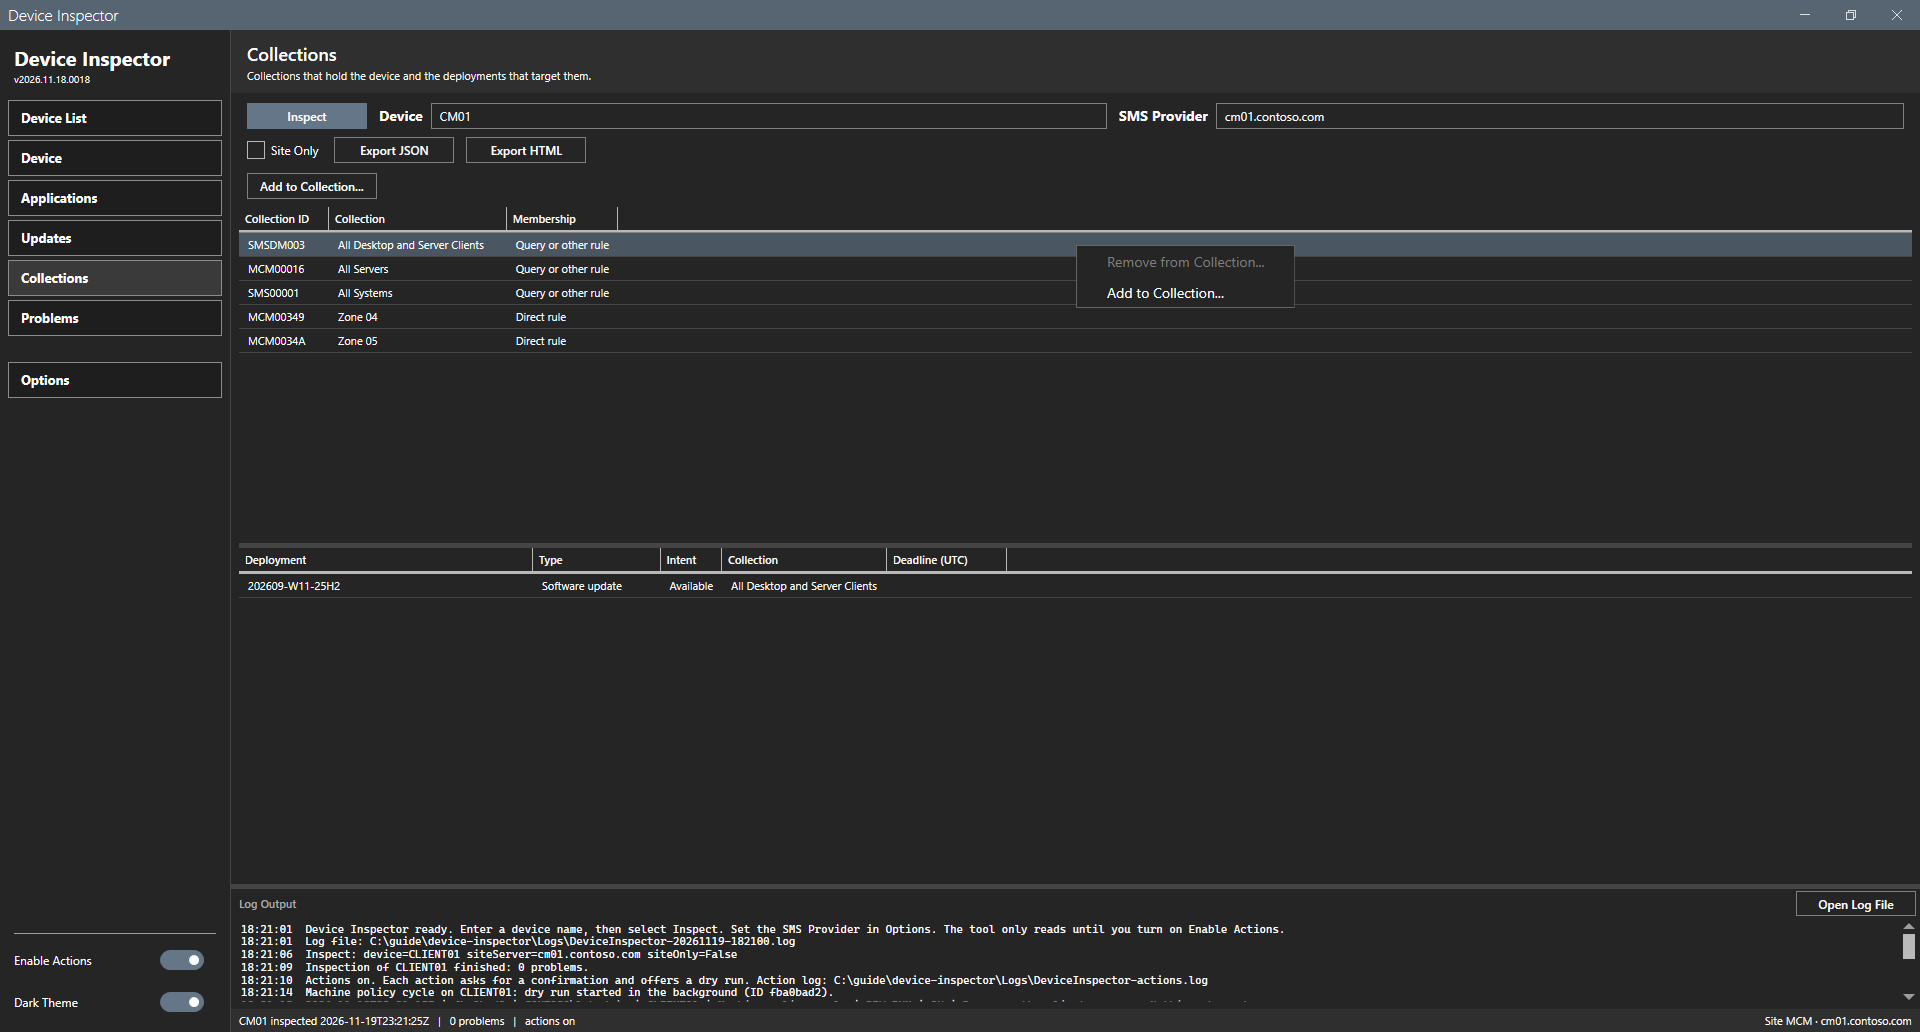 Device Inspector
Device Inspector
v2026.11.18.0018
Device List
Device
Applications
Updates
Collections
Problems
Options
Enable Actions
Dark Theme
Collections
Collections that hold the device and the deployments that target them.
Inspect Device CM01 SMS Provider cm01.contoso.com
Site Only Export JSON Export HTML
Add to Collection...
Collection ID Collection Membership
SMSDM003 All Desktop and Server Clients Query or other rule
MCM00016 All Servers Query or other rule
SMS00001 All Systems Query or other rule
MCM00349 Zone 04 Direct rule
MCM0034A Zone 05 Direct rule
Remove from Collection...
Add to Collection...
Deployment Type Intent Collection Deadline (UTC)
202609-W11-25H2 Software update Available All Desktop and Server Clients
Log Output Open Log File
18:21:01 Device Inspector ready. Enter a device name, then select Inspect. Set the SMS Provider in Options. The tool only reads until you turn on Enable Actions.
18:21:01 Log file: C:\guide\device-inspector\Logs\DeviceInspector-20261119-182100.log
18:21:06 Inspect: device=CLIENT01 siteServer=cm01.contoso.com siteOnly=False
18:21:09 Inspection of CLIENT01 finished: 0 problems.
18:21:10 Actions on. Each action asks for a confirmation and offers a dry run. Action log: C:\guide\device-inspector\Logs\DeviceInspector-actions.log
18:21:14 Machine policy cycle on CLIENT01: dry run started in the background (ID fba0bad2).
CM01 inspected 2026-11-19T23:21:25Z | 0 problems | actions on
Site MCM · cm01.contoso.com